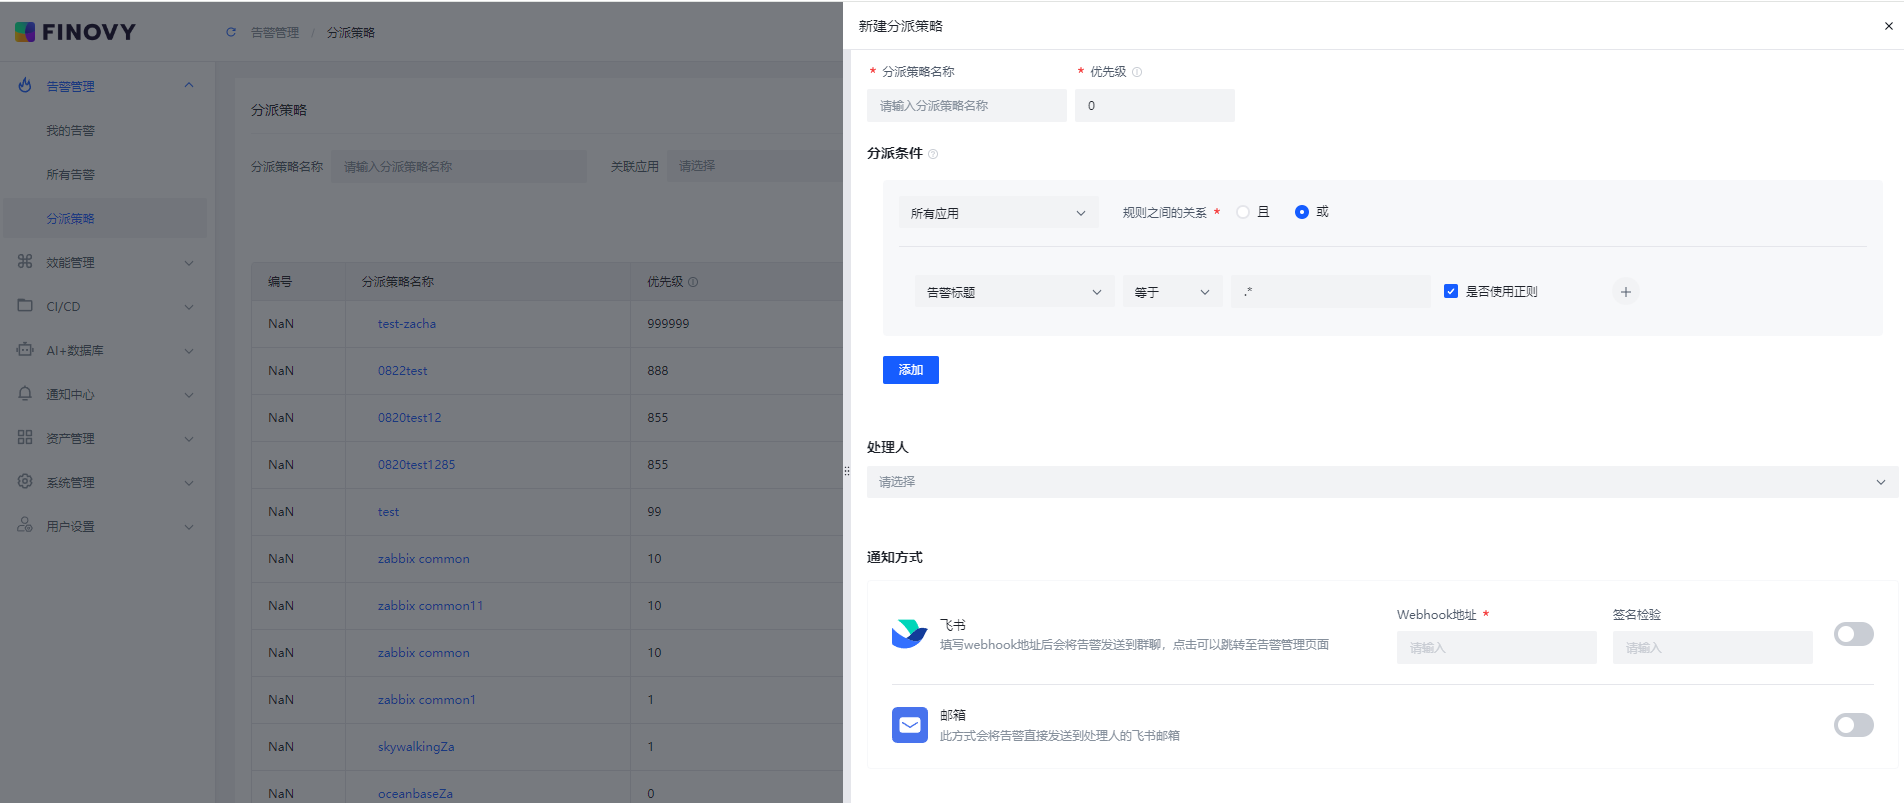 FINOVY
告警管理 / 分派策略
告警管理
我的告警
所有告警
分派策略
效能管理
CI/CD
AI+数据库
通知中心
资产管理
系统管理
用户设置
分派策略
分派策略名称 请输入分派策略名称 关联应用 请选择
编号 分派策略名称 优先级
NaN test-zacha 999999
NaN 0822test 888
NaN 0820test12 855
NaN 0820test1285 855
NaN test 99
NaN zabbix common 10
NaN zabbix common11 10
NaN zabbix common 10
NaN zabbix common1 1
NaN skywalkingZa 1
NaN oceanbaseZa 0
新建分派策略
* 分派策略名称 * 优先级
请输入分派策略名称 0
分派条件
所有应用 规则之间的关系 * 且 或
告警标题 等于 .* 是否使用正则
添加
处理人
请选择
通知方式
飞书
填写webhook地址后会将告警发送到群聊，点击可以跳转至告警管理页面
Webhook地址 * 签名检验
请输入 请输入
邮箱
此方式会将告警直接发送到处理人的飞书邮箱